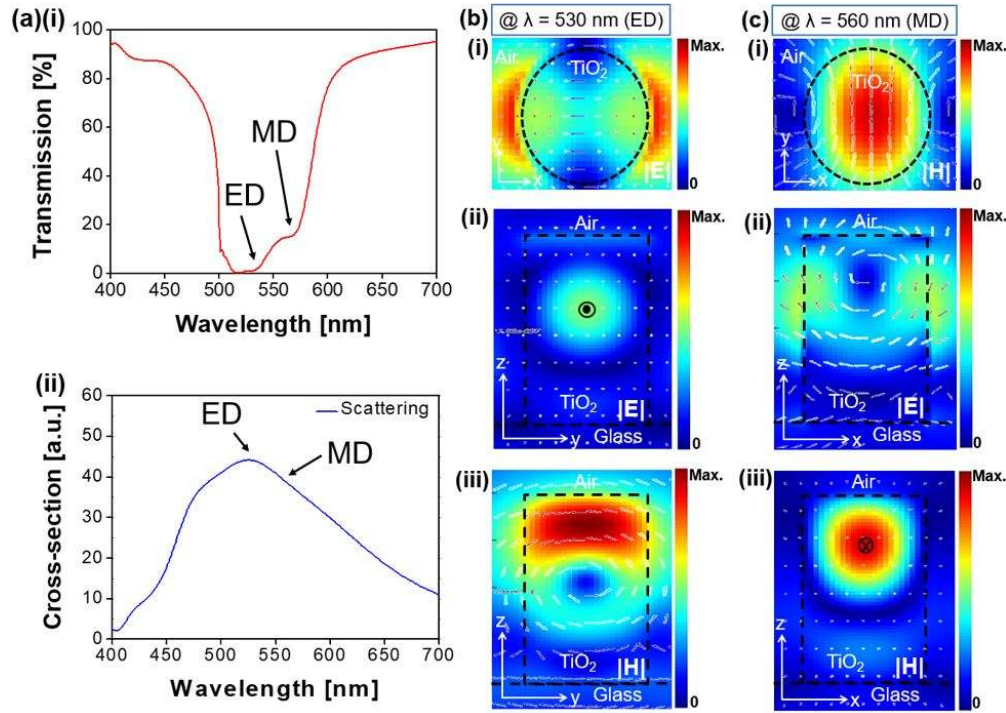 (a)(i)
Transmission [%]
100
80
60
40
20
0
ED
MD
400 450 500 550 600 650 700
Wavelength [nm]
(ii)
Cross-section [a.u.]
60
50
40
30
20
10
0
ED
MD
Scattering
400 450 500 550 600 650 700
Wavelength [nm]
(b) @ λ = 530 nm (ED)
(i)
Air
TiO2
y
x
|E|
Max.
0
(ii)
Air
z
y
TiO2
|E|
Glass
Max.
0
(iii)
Air
z
y
TiO2
|H|
Glass
Max.
0
(c) @ λ = 560 nm (MD)
(i)
Air
TiO2
y
x
|H|
Max.
0
(ii)
Air
z
x
TiO2
|E|
Glass
Max.
0
(iii)
Air
z
x
TiO2
|H|
Glass
Max.
0